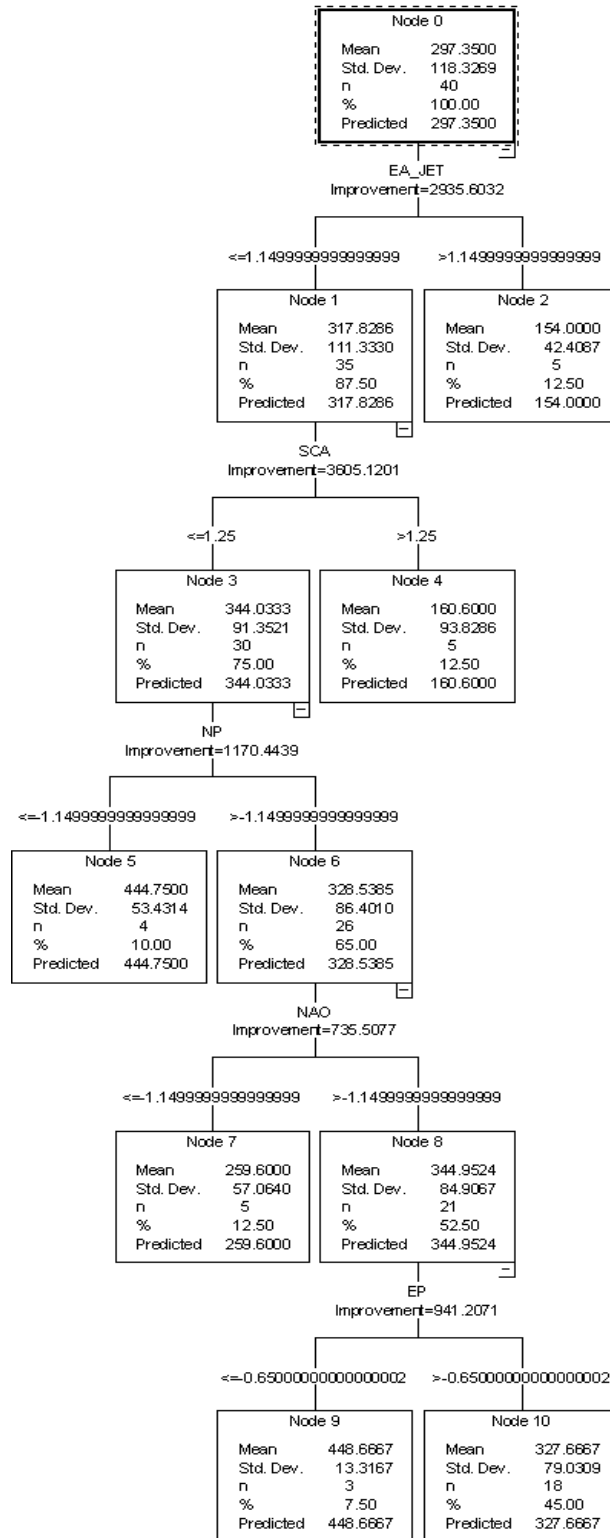 Node 0
Mean 297.3500
Std. Dev. 118.3269
n 40
% 100.00
Predicted 297.3500
EA_JET
Improvement=2935.6032
<=1.1499999999999999 >1.1499999999999999
Node 1
Mean 317.8286
Std. Dev. 111.3330
n 35
% 87.50
Predicted 317.8286
Node 2
Mean 154.0000
Std. Dev. 42.4087
n 5
% 12.50
Predicted 154.0000
SCA
Improvement=3605.1201
<=1.25 >1.25
Node 3
Mean 344.0333
Std. Dev. 91.3521
n 30
% 75.00
Predicted 344.0333
Node 4
Mean 160.6000
Std. Dev. 93.8286
n 5
% 12.50
Predicted 160.6000
NP
Improvement=1170.4439
<=-1.1499999999999999 >-1.1499999999999999
Node 5
Mean 444.7500
Std. Dev. 53.4314
n 4
% 10.00
Predicted 444.7500
Node 6
Mean 328.5385
Std. Dev. 86.4010
n 26
% 65.00
Predicted 328.5385
NAO
Improvement=735.5077
<=-1.1499999999999999 >-1.1499999999999999
Node 7
Mean 259.6000
Std. Dev. 57.0640
n 5
% 12.50
Predicted 259.6000
Node 8
Mean 344.9524
Std. Dev. 84.9067
n 21
% 52.50
Predicted 344.9524
EP
Improvement=941.2071
<=-0.65000000000000002 >-0.65000000000000002
Node 9
Mean 448.6667
Std. Dev. 13.3167
n 3
% 7.50
Predicted 448.6667
Node 10
Mean 327.6667
Std. Dev. 79.0309
n 18
% 45.00
Predicted 327.6667